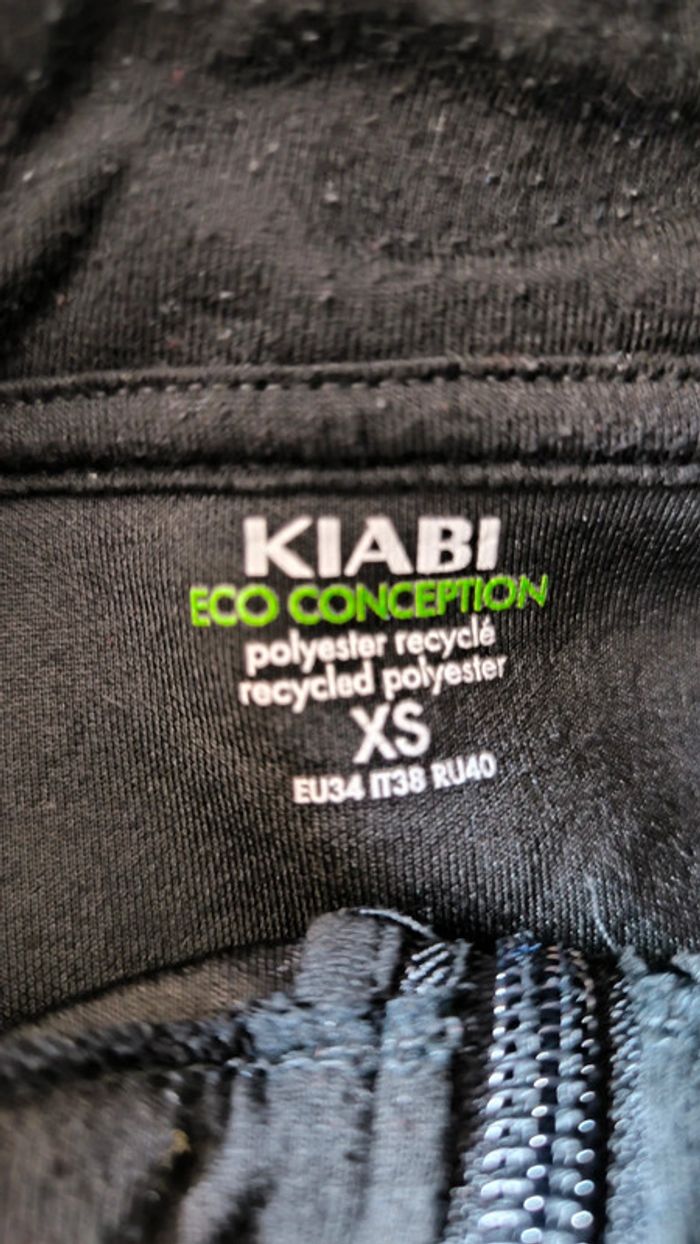 KIABI
ECO CONCEPTION
polyester recyclé
recycled polyester
XS
EU34 IT38 RU40